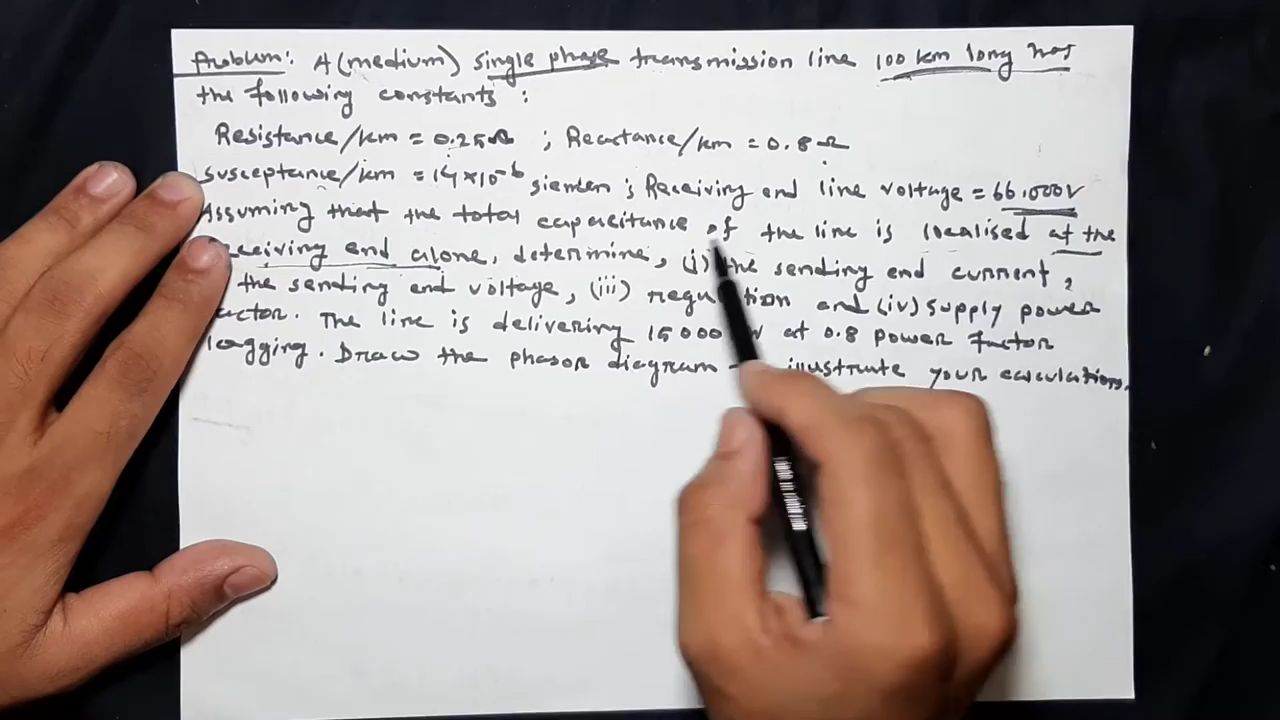 Problem: A (medium) single phase transmission line 100 km long has
the following constants :
Resistance/km = 0.25Ω ; Reactance/km = 0.8Ω
Susceptance/km = 14×10⁻⁶ siemen ; Receiving end line voltage = 66,000V
Assuming that the total capacitance of the line is localised at the
receiving end alone, determine, (i) the sending end current,
the sending end voltage, (iii) and (iv) supply power
The line is delivering at 0.8 power factor
lagging. Draw the phasor diagram illustrate your calculations.